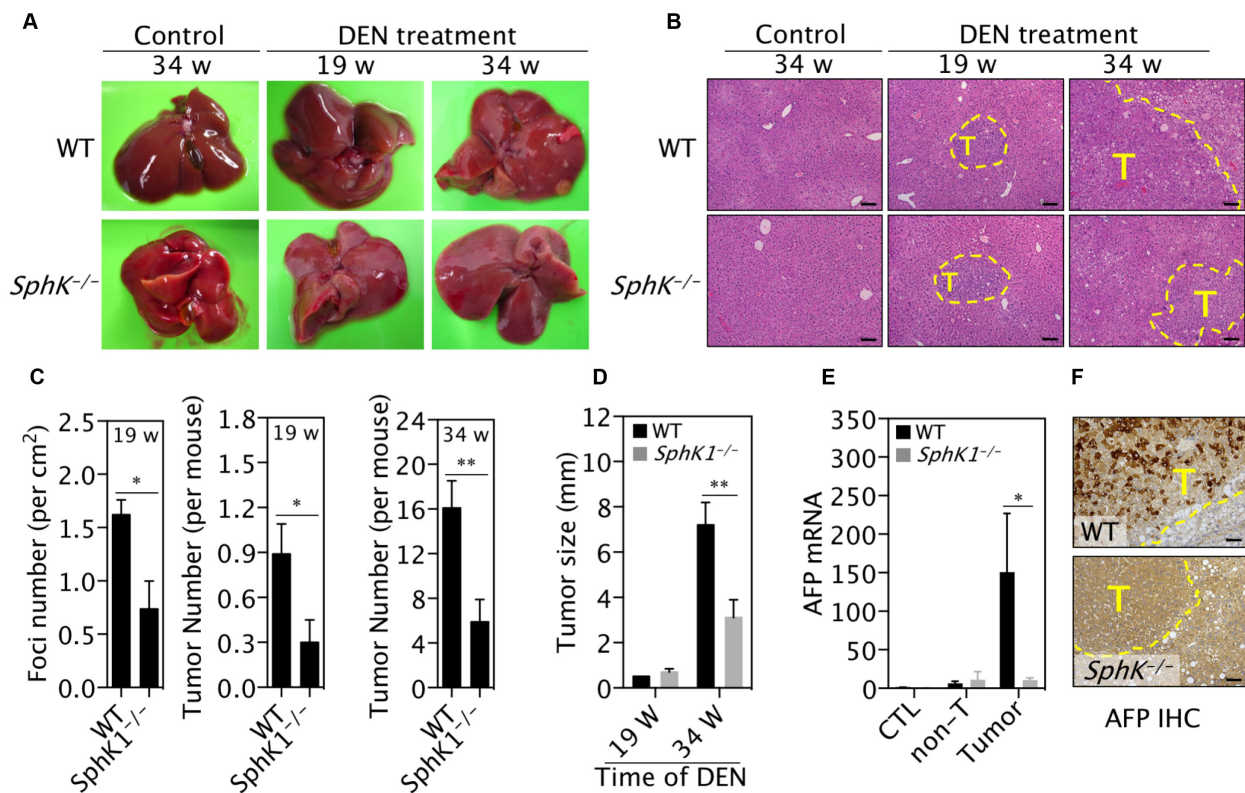 A
Control DEN treatment
34 w 19 w 34 w
WT
SphK−/−
B
Control DEN treatment
34 w 19 w 34 w
WT
T T
SphK−/−
T T
C
Foci number (per cm2)
2.5
2.0
1.5
1.0
0.5
0.0
19 w
*
WT
SphK1−/−
Tumor Number (per mouse)
1.8
1.5
1.2
0.9
0.6
0.3
0.0
19 w
*
WT
SphK1−/−
Tumor Number (per mouse)
24
20
16
12
8
4
0
34 w
**
WT
SphK1−/−
D
Tumor size (mm)
12
10
8
6
4
2
0
WT
SphK1−/−
**
19 W
34 W
Time of DEN
E
AFP mRNA
350
300
250
200
150
100
50
0
WT
SphK1−/−
*
CTL
non−T
Tumor
F
T
WT
T
SphK−/−
AFP IHC